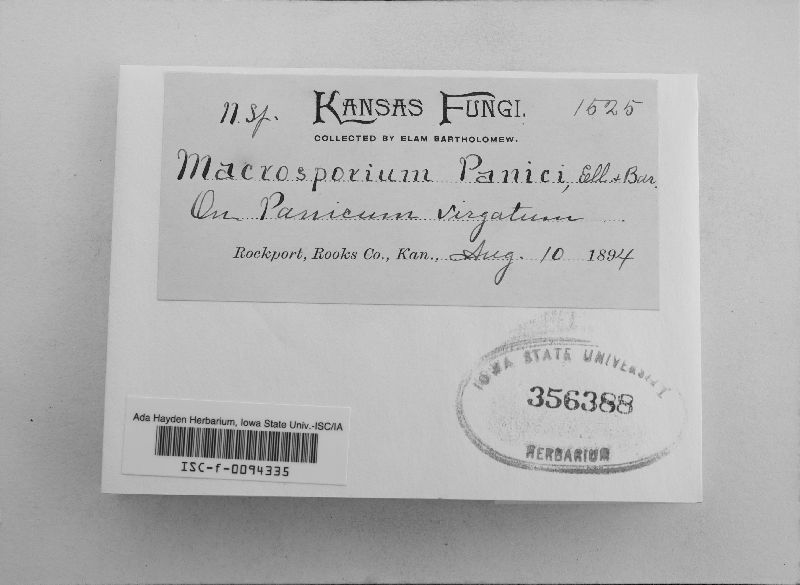 N. Sp. KANSAS FUNGI. 1525
COLLECTED BY ELAM BARTHOLOMEW.
Macrosporium Panici, Ell. & Bar.
On Panicum virgatum
Rockport, Rooks Co., Kan., Aug. 10 1894
IOWA STATE UNIVERSITY
356388
HERBARIUM
Ada Hayden Herbarium, Iowa State Univ.-ISC/IA
ISC-f-0094335